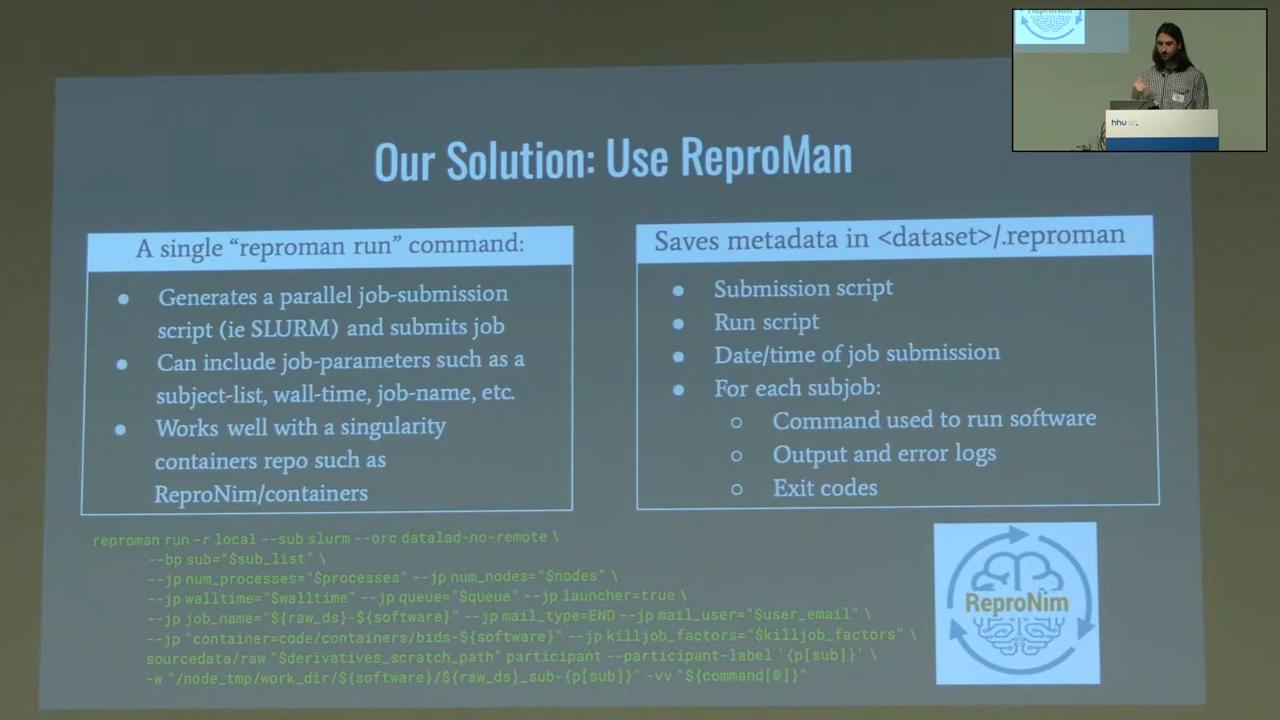 Our Solution: Use ReproMan
A single “reproman run” command:
● Generates a parallel job-submission
script (ie SLURM) and submits job
● Can include job-parameters such as a
subject-list, wall-time, job-name, etc.
● Works well with a singularity
containers repo such as
ReproNim/containers
Saves metadata in <dataset>/.reproman
● Submission script
● Run script
● Date/time of job submission
● For each subjob:
○ Command used to run software
○ Output and error logs
○ Exit codes
reproman run -r local --sub slurm --orc datalad-no-remote \
--bp sub="$sub_list" \
--jp num_processes="$processes" --jp num_nodes="$nodes" \
--jp walltime="$walltime" --jp queue="$queue" --jp launcher=true \
--jp job_name="${raw_ds}-${software}" --jp mail_type=END --jp mail_user="$user_email" \
--jp "container=code/containers/bids-${software}" --jp killjob_factors="$killjob_factors" \
sourcedata/raw "$derivatives_scratch_path" participant --participant-label '{p[sub]}' \
-w "/node_tmp/work_dir/${software}/${raw_ds}_sub-{p[sub]}" -vv "${command[@]}"
ReproNim
hhu